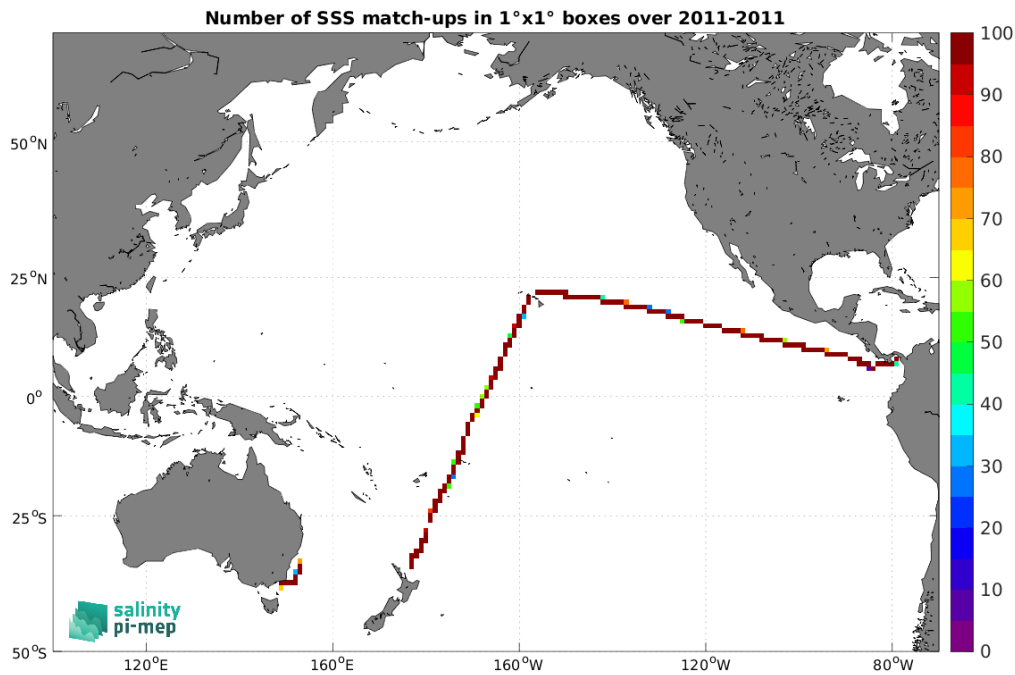 Number of SSS match-ups in 1°x1° boxes over 2011-2011
50°N
25°N
0°
25°S
50°S
120°E
160°E
160°W
120°W
80°W
100
90
80
70
60
50
40
30
20
10
0
salinity
pi-mep